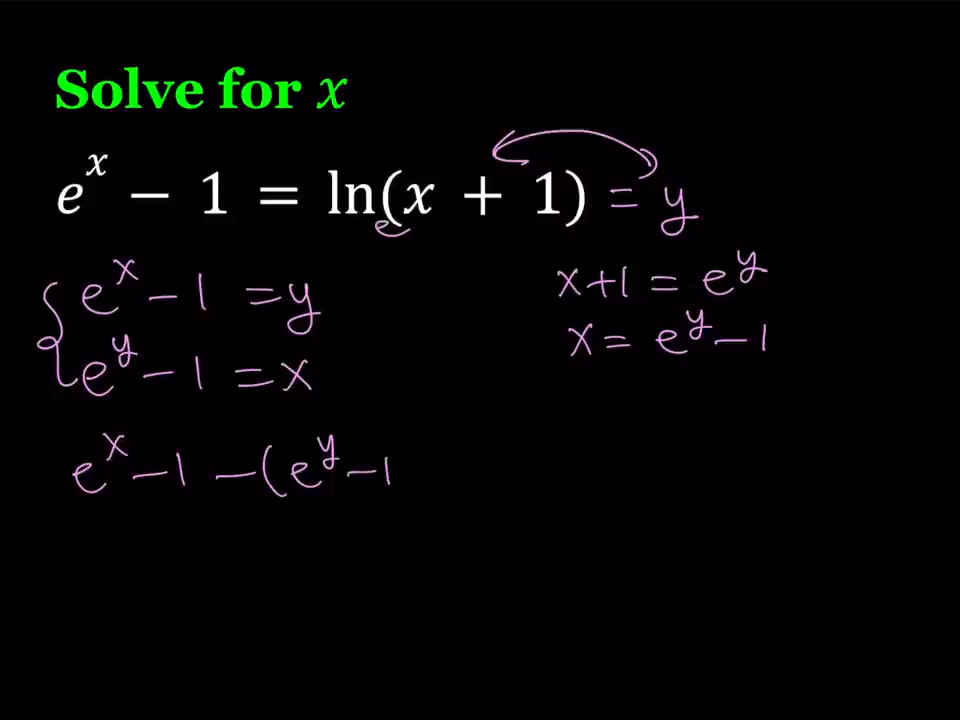 Solve for x
e^x − 1 = ln(x + 1) = y
e
e^x − 1 = y
x+1 = e^y
x = e^y − 1
e^y − 1 = x
e^x − 1 − (e^y − 1